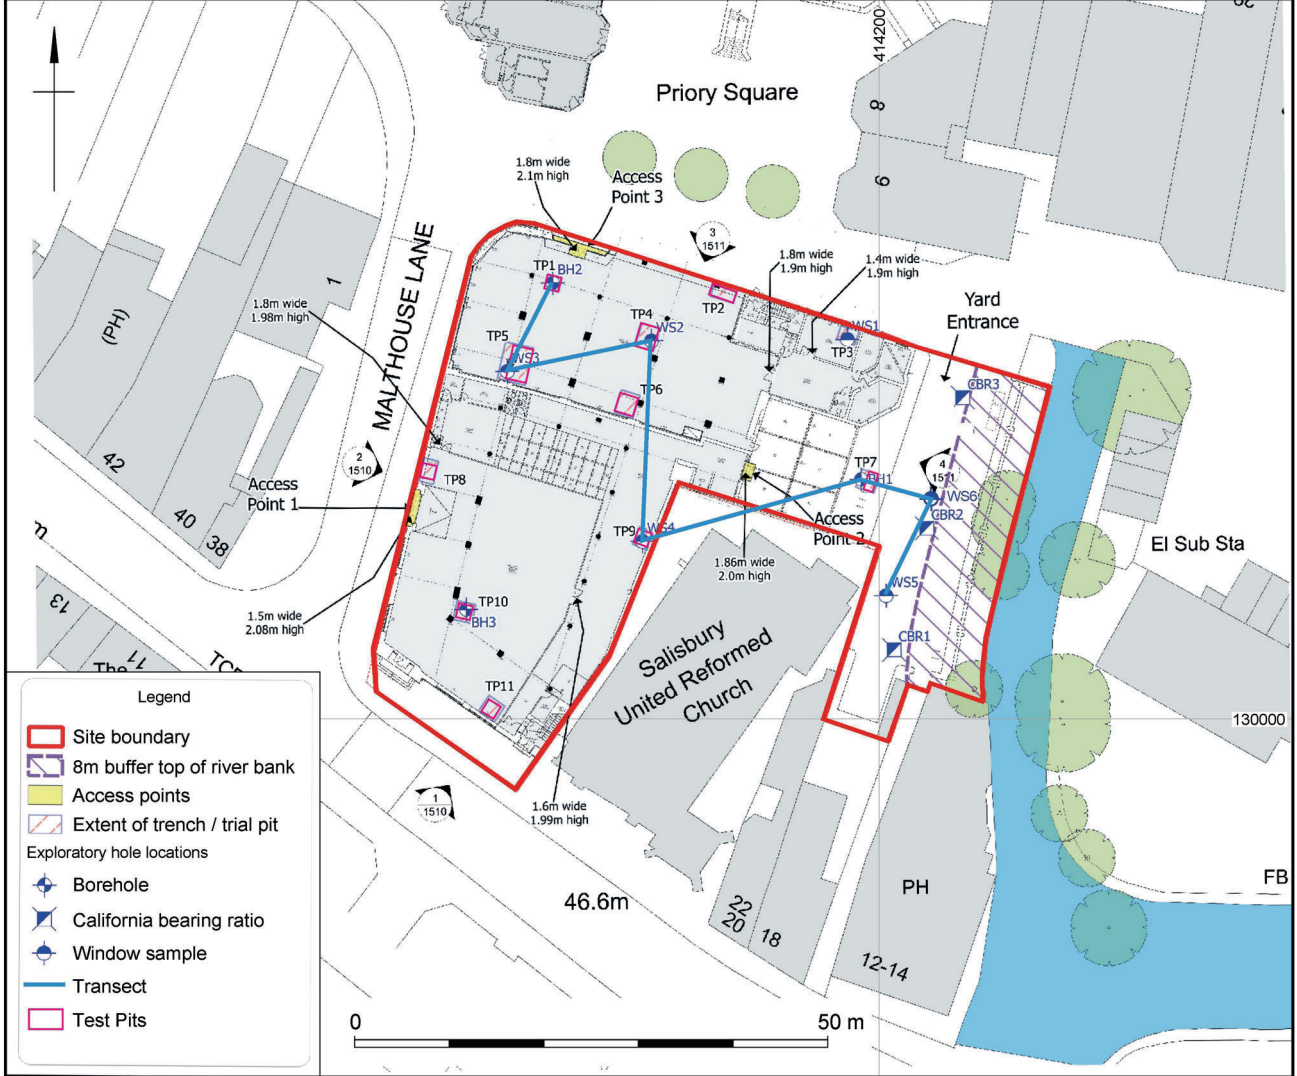 414200
Priory Square
8
9
1.8m wide
2.1m high
Access
Point 3
3
1511
1.8m wide
1.9m high
1.4m wide
1.9m high
Yard
Entrance
MALTHOUSE LANE
1
(PH)
1.8m wide
1.98m high
TP1
BH2
TP2
TP4
WS2
WS1
TP3
TP5
WS3
TP6
CBR3
42
40
38
2
1510
Access
Point 1
TP8
TP7
BH1
4
1511
WS6
CBR2
Access
Point 2
TP9
WS4
1.86m wide
2.0m high
El Sub Sta
WS5
CBR1
1.5m wide
2.08m high
TP10
BH3
TP11
Salisbury
United Reformed
Church
13
11
The
130000
1
1510
1.6m wide
1.99m high
46.6m
22
20
18
PH
12-14
FB
Legend
Site boundary
8m buffer top of river bank
Access points
Extent of trench / trial pit
Exploratory hole locations
Borehole
California bearing ratio
Window sample
Transect
Test Pits
0
50 m